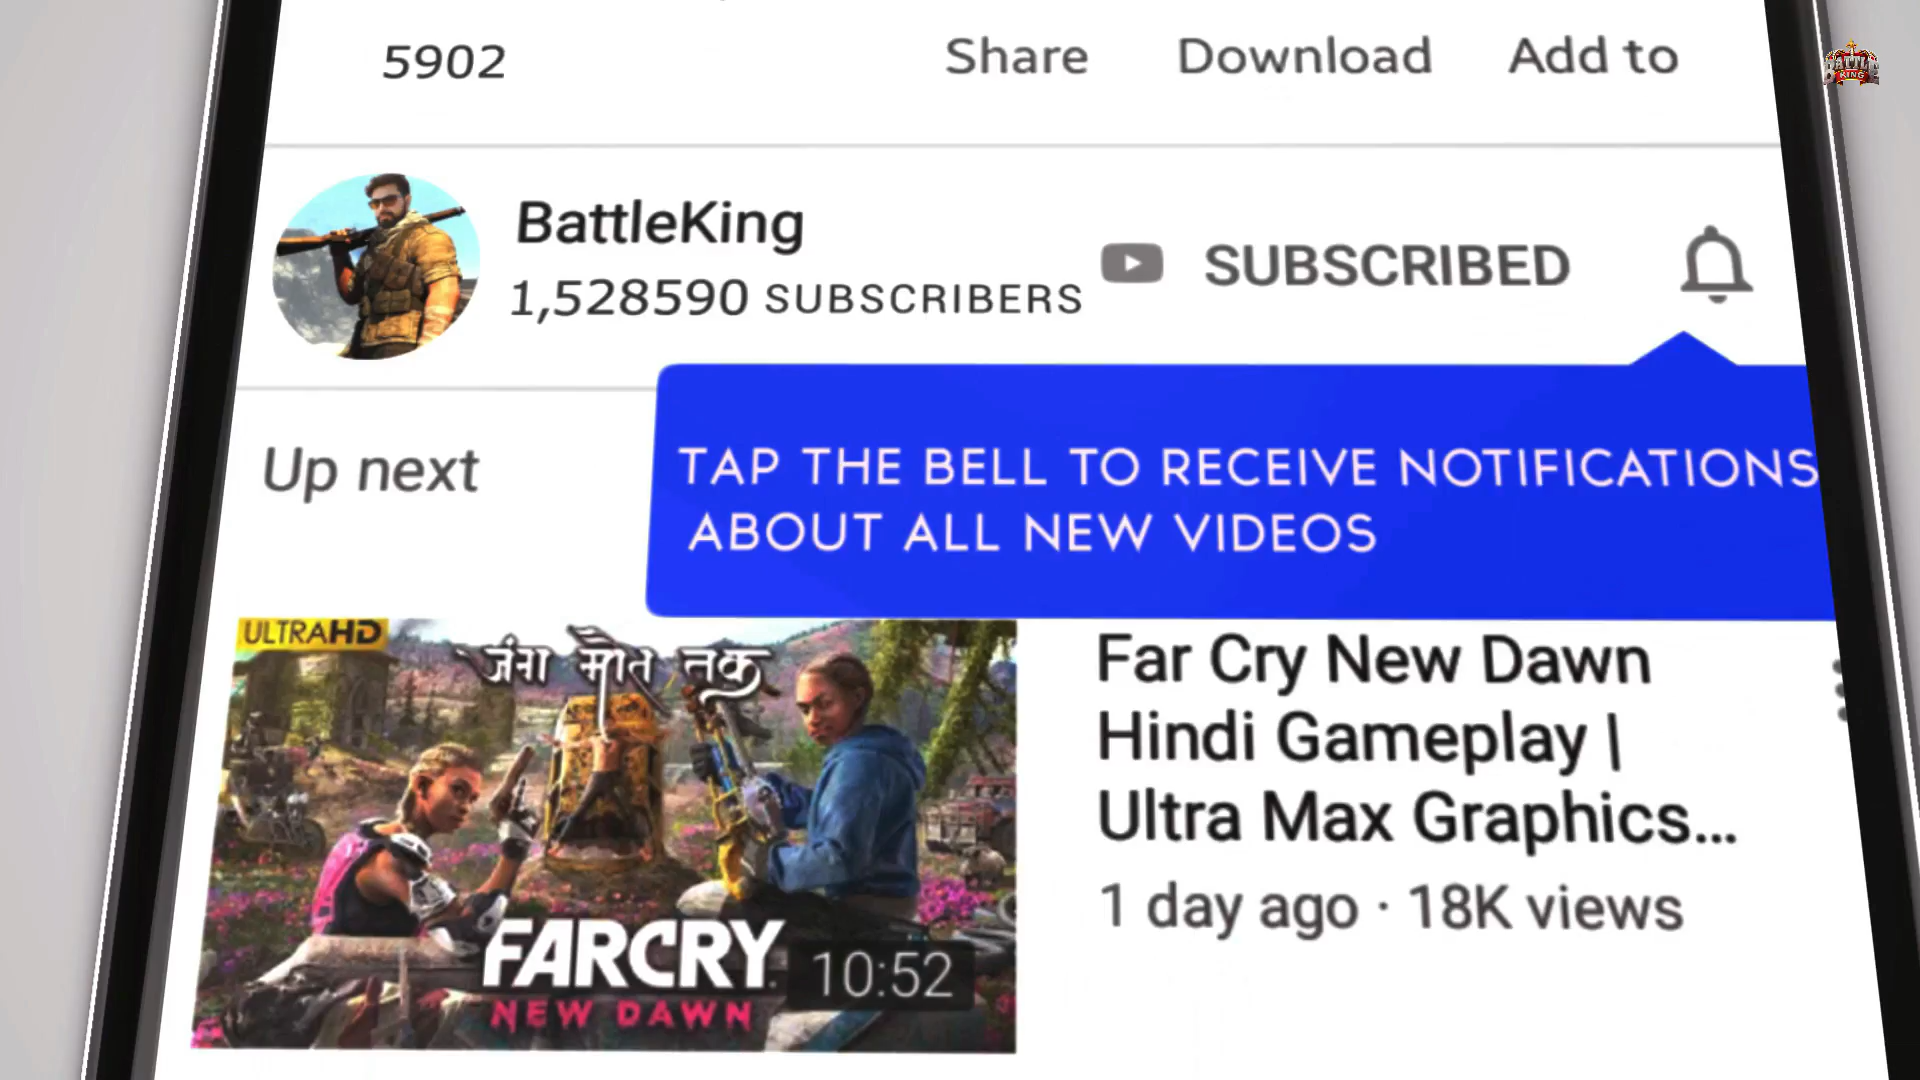 5902
Share
Download
Add to
BATTLE
KING
BattleKing
1,528590 SUBSCRIBERS
SUBSCRIBED
TAP THE BELL TO RECEIVE NOTIFICATIONS
ABOUT ALL NEW VIDEOS
Up next
ULTRAHD
जंग मौत तक
FARCRY
NEW DAWN
10:52
Far Cry New Dawn
Hindi Gameplay |
Ultra Max Graphics...
1 day ago · 18K views